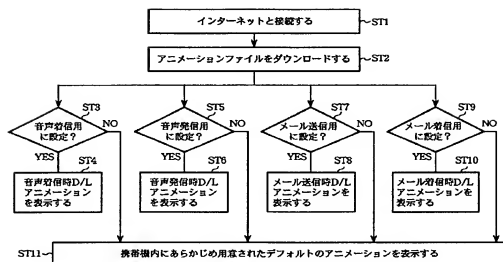 インターネットと接続する
ST1
アニメーションファイルをダウンロードする
ST2
ST3
音声着信用
に設定?
NO
YES
ST4
音声着信時D/L
アニメーション
を表示する
ST5
音声発信用
に設定?
NO
YES
ST6
音声発信時D/L
アニメーション
を表示する
ST7
メール送信用
に設定?
NO
YES
ST8
メール送信時D/L
アニメーション
を表示する
ST9
メール着信用
に設定?
NO
YES
ST10
メール着信時D/L
アニメーション
を表示する
ST11
携帯機内にあらかじめ用意されたデフォルトのアニメーションを表示する